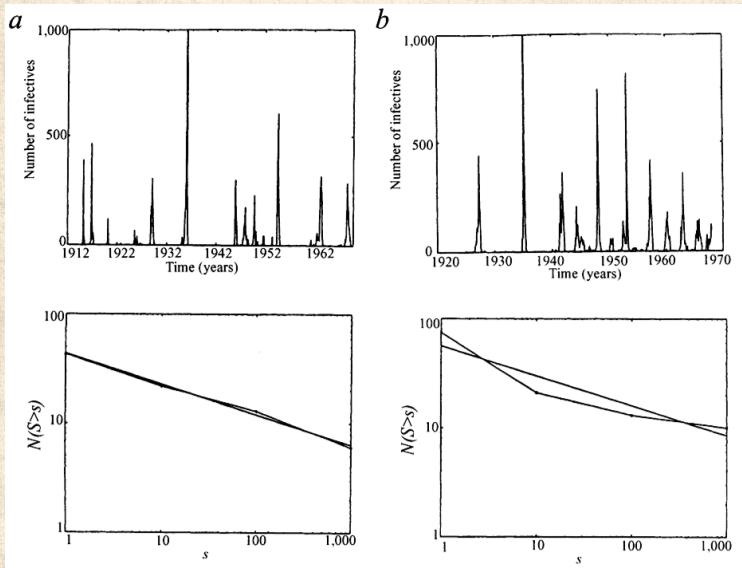 a
1,000
500
0
Number of infectives
1912 1922 1932 1942 1952 1962
Time (years)
b
1,000
500
0
Number of infectives
1920 1930 1940 1950 1960 1970
Time (years)
100
10
1
N(S>s)
1 10 100 1,000
s
100
10
1
N(S>s)
1 10 100 1,000
s